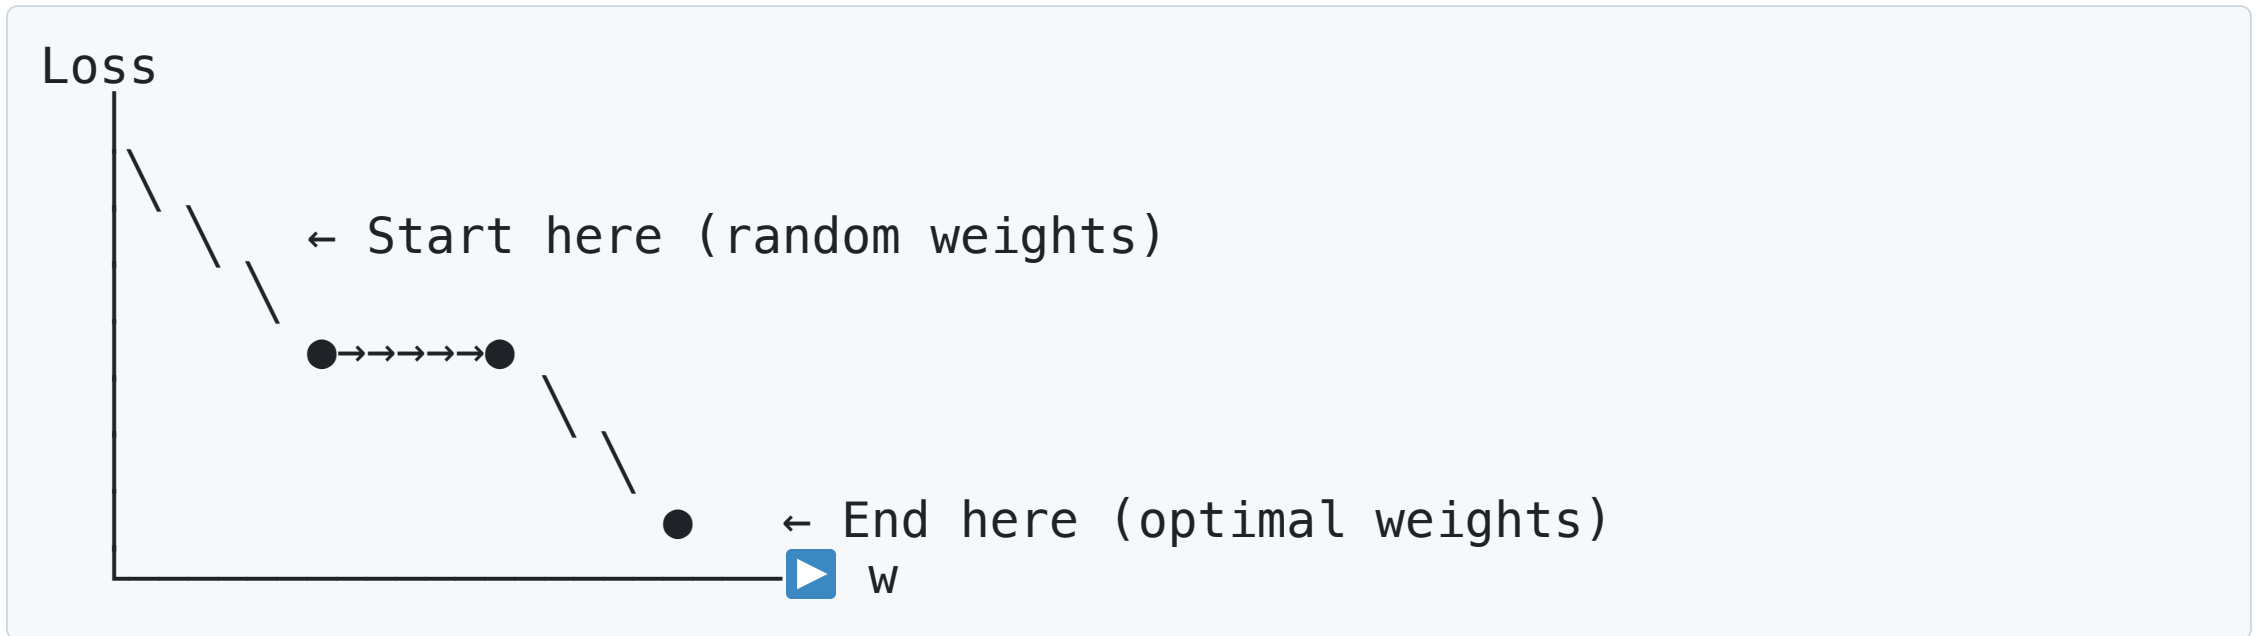 Loss
← Start here (random weights)
●→→→→→●
← End here (optimal weights)
w